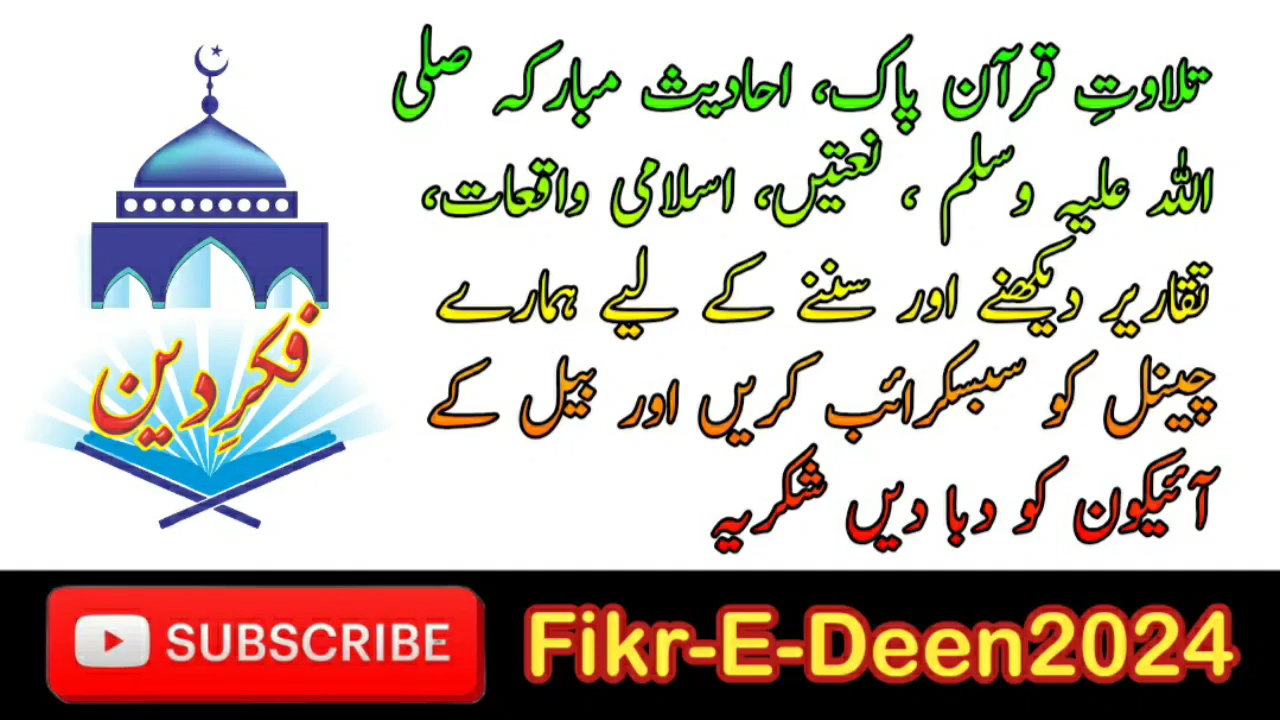 تلاوتِ قرآن پاک، احادیث مبارکہ صلی
اللہ علیہ وسلم ، نعتیں، اسلامی واقعات،
تقاریر دیکھنے اور سننے کے لیے ہمارے
چینل کو سبسکرائب کریں اور بیل کے
آئیکون کو دبا دیں شکریہ
فکرِ دین
SUBSCRIBE
Fikr-E-Deen2024